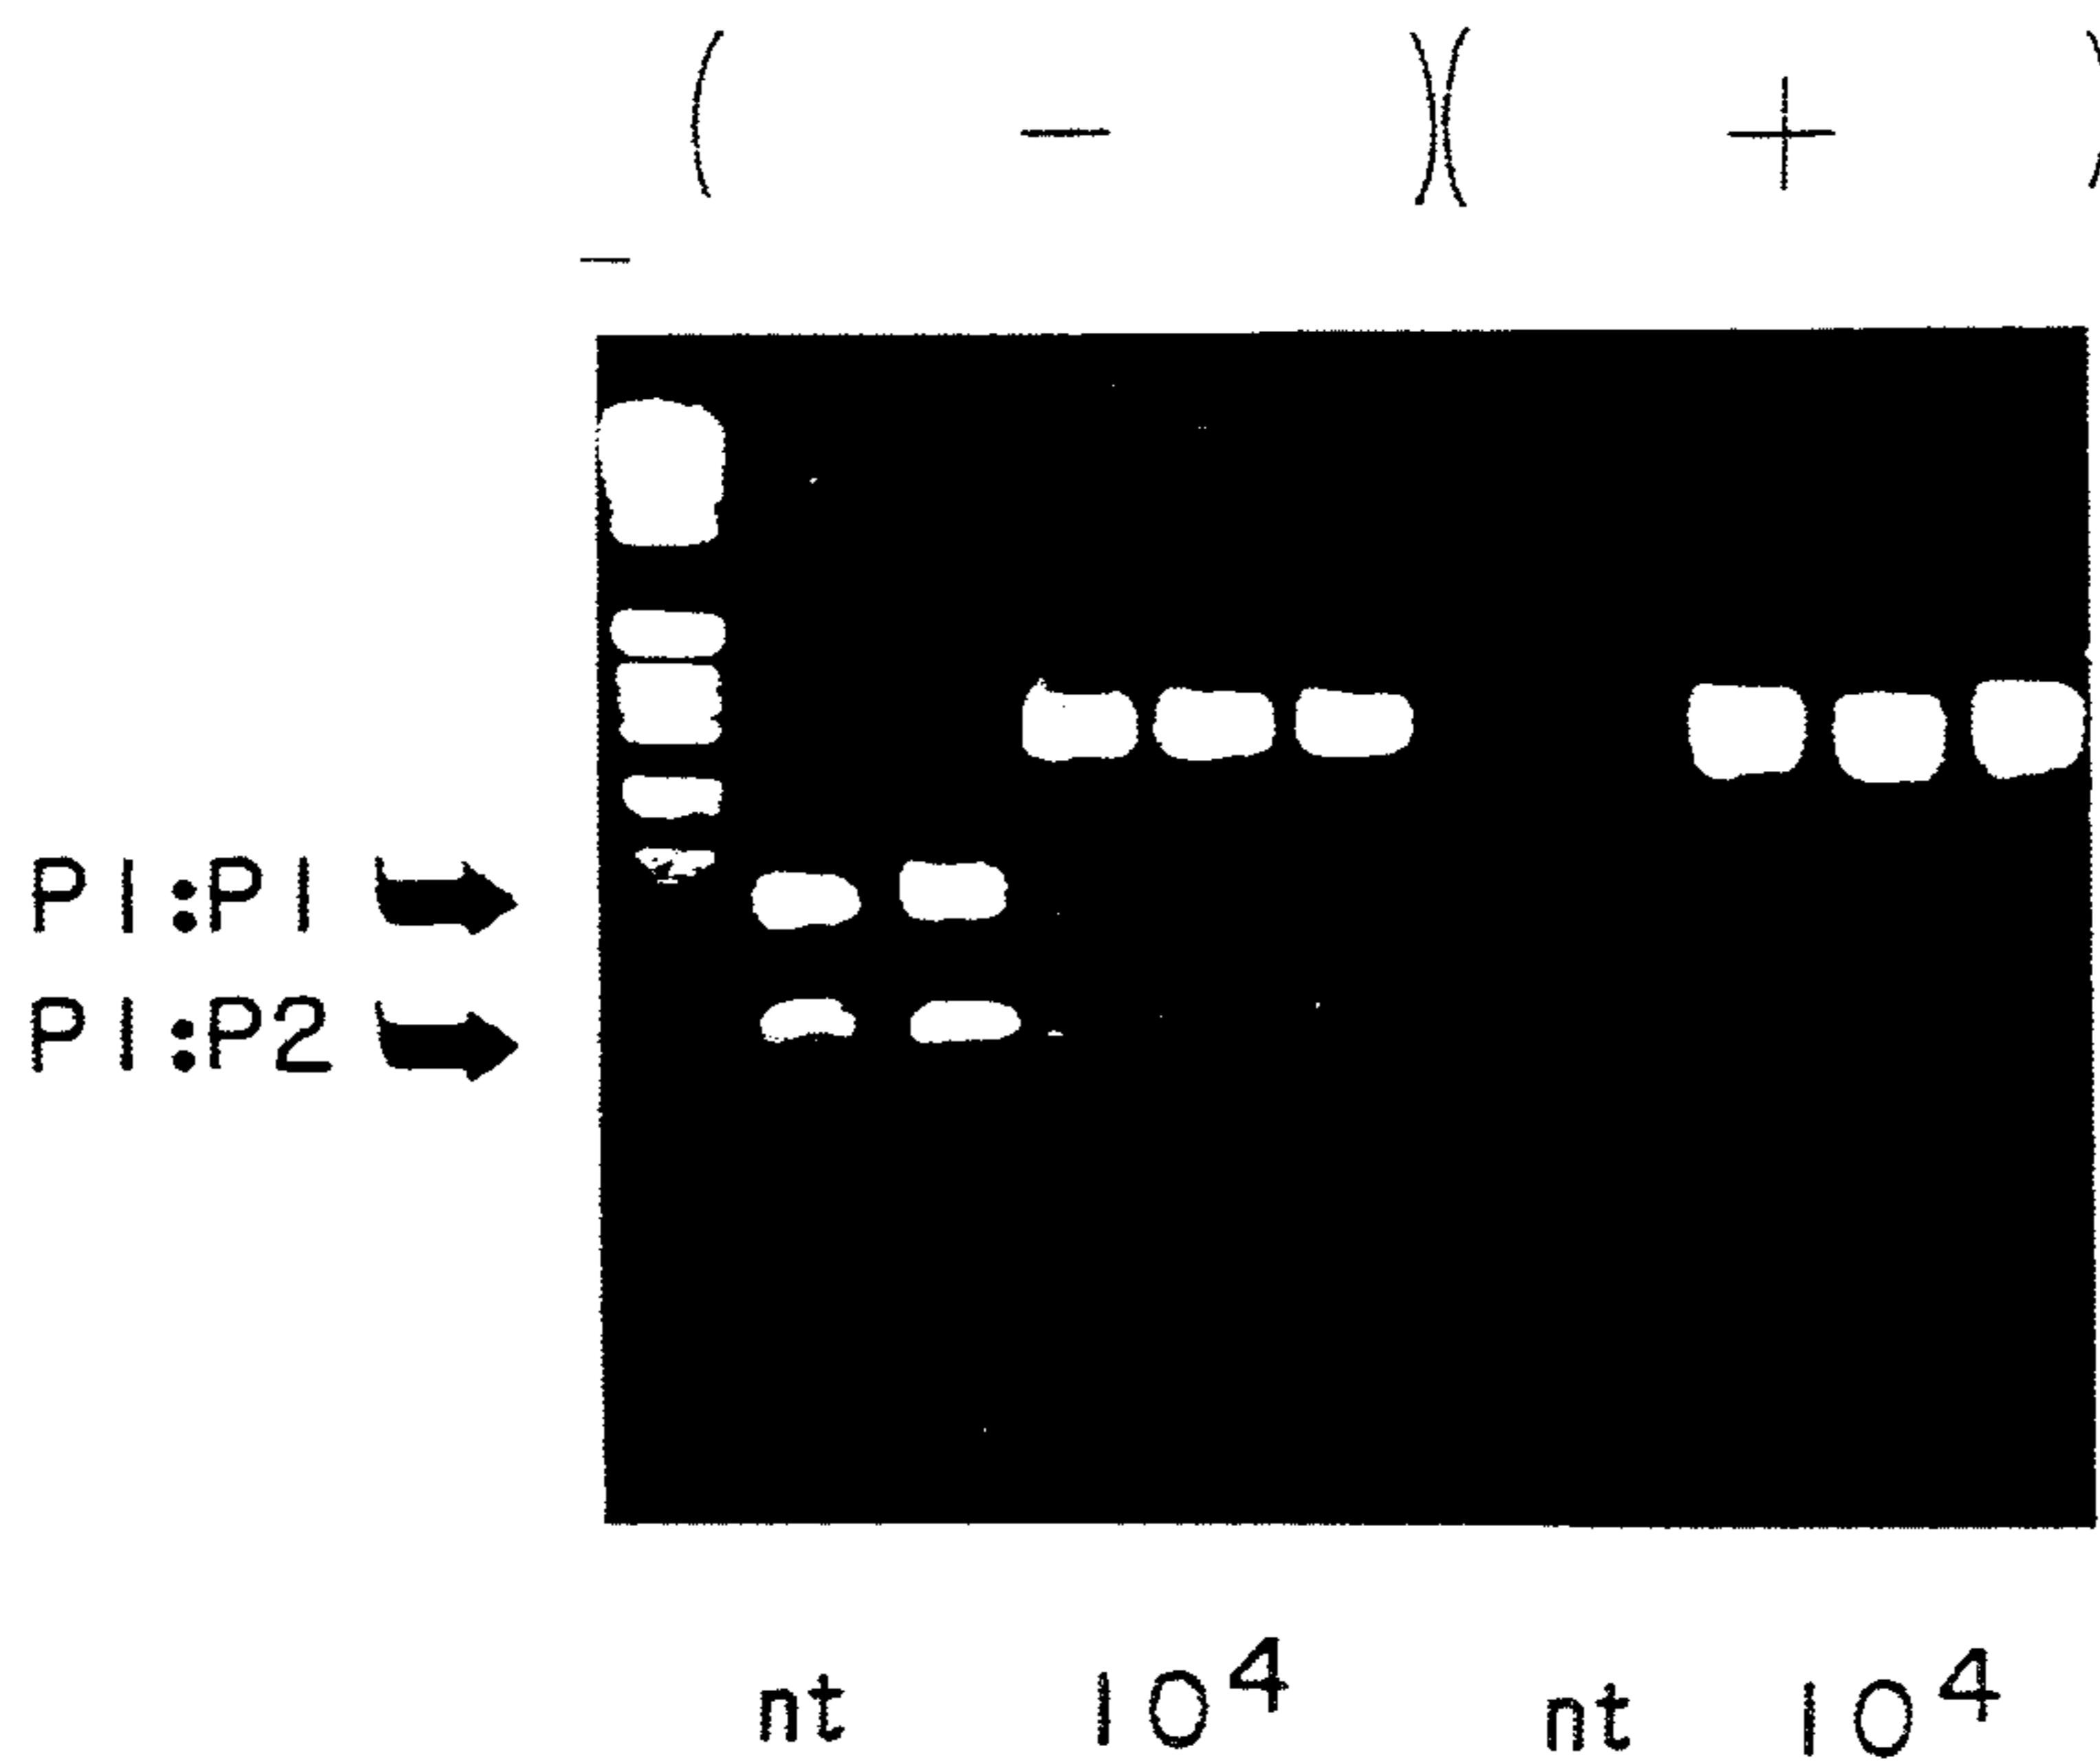 ( - )( + )
-
P1:P1
P1:P2
nt 10⁴ nt 10⁴